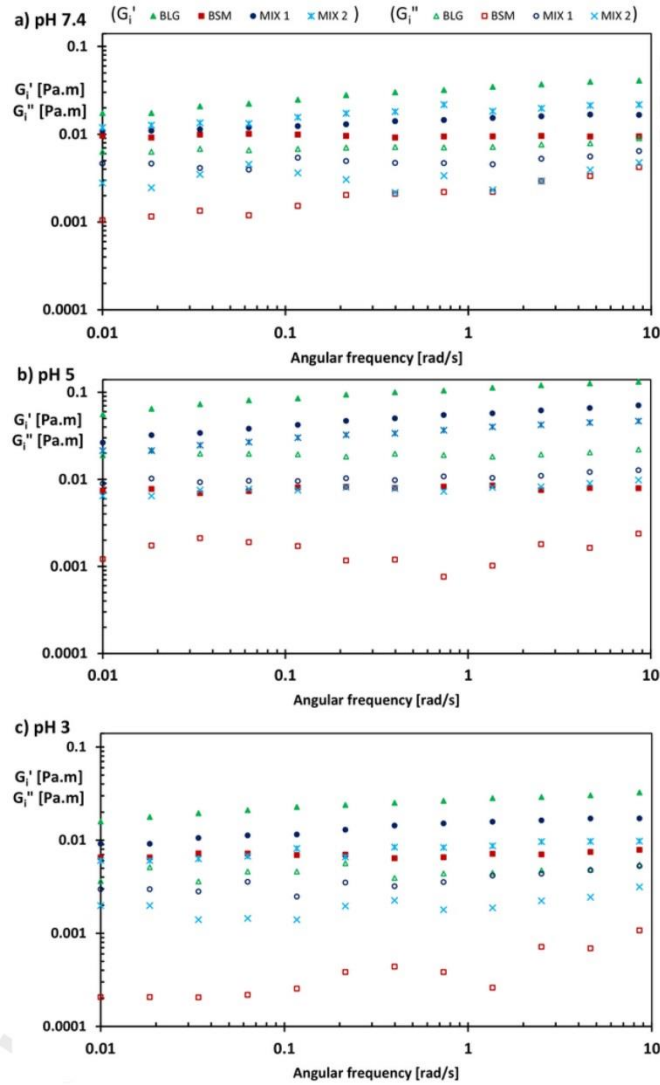 a) pH 7.4 (Gi' BLG BSM MIX 1 MIX 2 ) (Gi" BLG BSM MIX 1 MIX 2 )
0.1
Gi' [Pa.m]
Gi" [Pa.m]
0.01
0.001
0.0001
0.01 0.1 1 10
Angular frequency [rad/s]
b) pH 5
0.1
Gi' [Pa.m]
Gi" [Pa.m]
0.01
0.001
0.0001
0.01 0.1 1 10
Angular frequency [rad/s]
c) pH 3
0.1
Gi' [Pa.m]
Gi" [Pa.m]
0.01
0.001
0.0001
0.01 0.1 1 10
Angular frequency [rad/s]